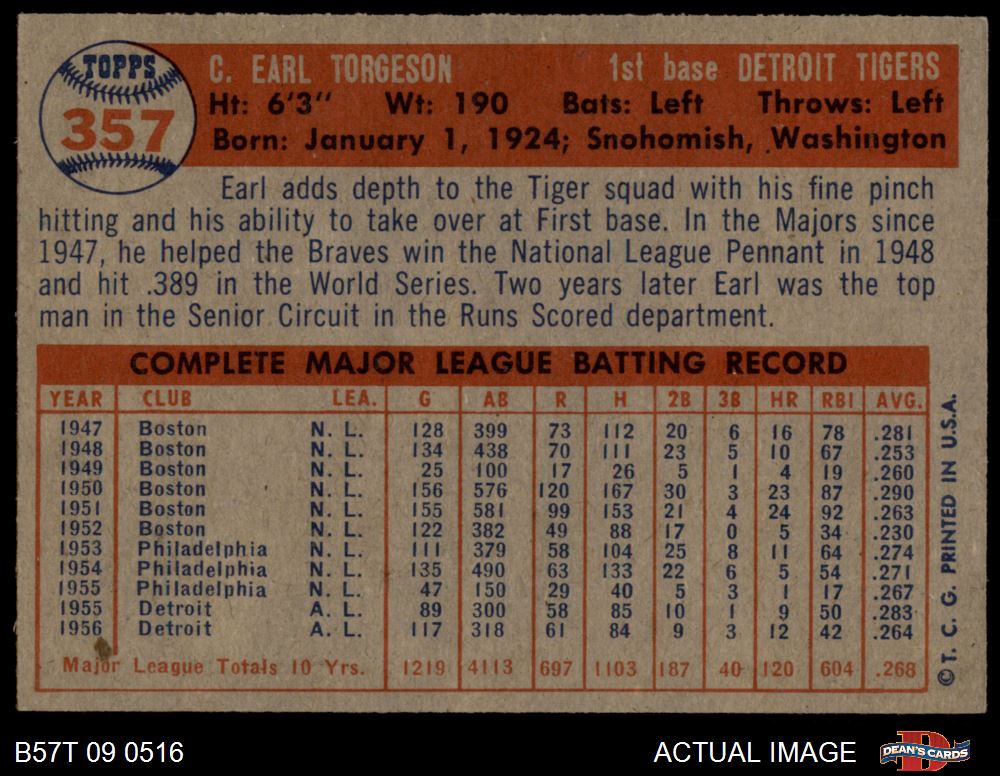 TOPPS
357
C. EARL TORGESON 1st base DETROIT TIGERS
Ht: 6'3" Wt: 190 Bats: Left Throws: Left
Born: January 1, 1924; Snohomish, Washington
Earl adds depth to the Tiger squad with his fine pinch
hitting and his ability to take over at First base. In the Majors since
1947, he helped the Braves win the National League Pennant in 1948
and hit .389 in the World Series. Two years later Earl was the top
man in the Senior Circuit in the Runs Scored department.
COMPLETE MAJOR LEAGUE BATTING RECORD
YEAR CLUB LEA. G AB R H 2B 3B HR RBI AVG.
1947 Boston N. L. 128 399 73 112 20 6 16 78 .281
1948 Boston N. L. 134 438 70 111 23 5 10 67 .253
1949 Boston N. L. 25 100 17 26 5 1 4 19 .260
1950 Boston N. L. 156 576 120 167 30 3 23 87 .290
1951 Boston N. L. 155 581 99 153 21 4 24 92 .263
1952 Boston N. L. 122 382 49 88 17 0 5 34 .230
1953 Philadelphia N. L. 111 379 58 104 25 8 11 64 .274
1954 Philadelphia N. L. 135 490 63 133 22 6 5 54 .271
1955 Philadelphia N. L. 47 150 29 40 5 3 1 17 .267
1955 Detroit A. L. 89 300 58 85 10 1 9 50 .283
1956 Detroit A. L. 117 318 61 84 9 3 12 42 .264
Major League Totals 10 Yrs. 1219 4113 697 1103 187 40 120 604 .268
© T. C. G. PRINTED IN U.S.A.
B57T 09 0516 ACTUAL IMAGE DEAN'S CARDS